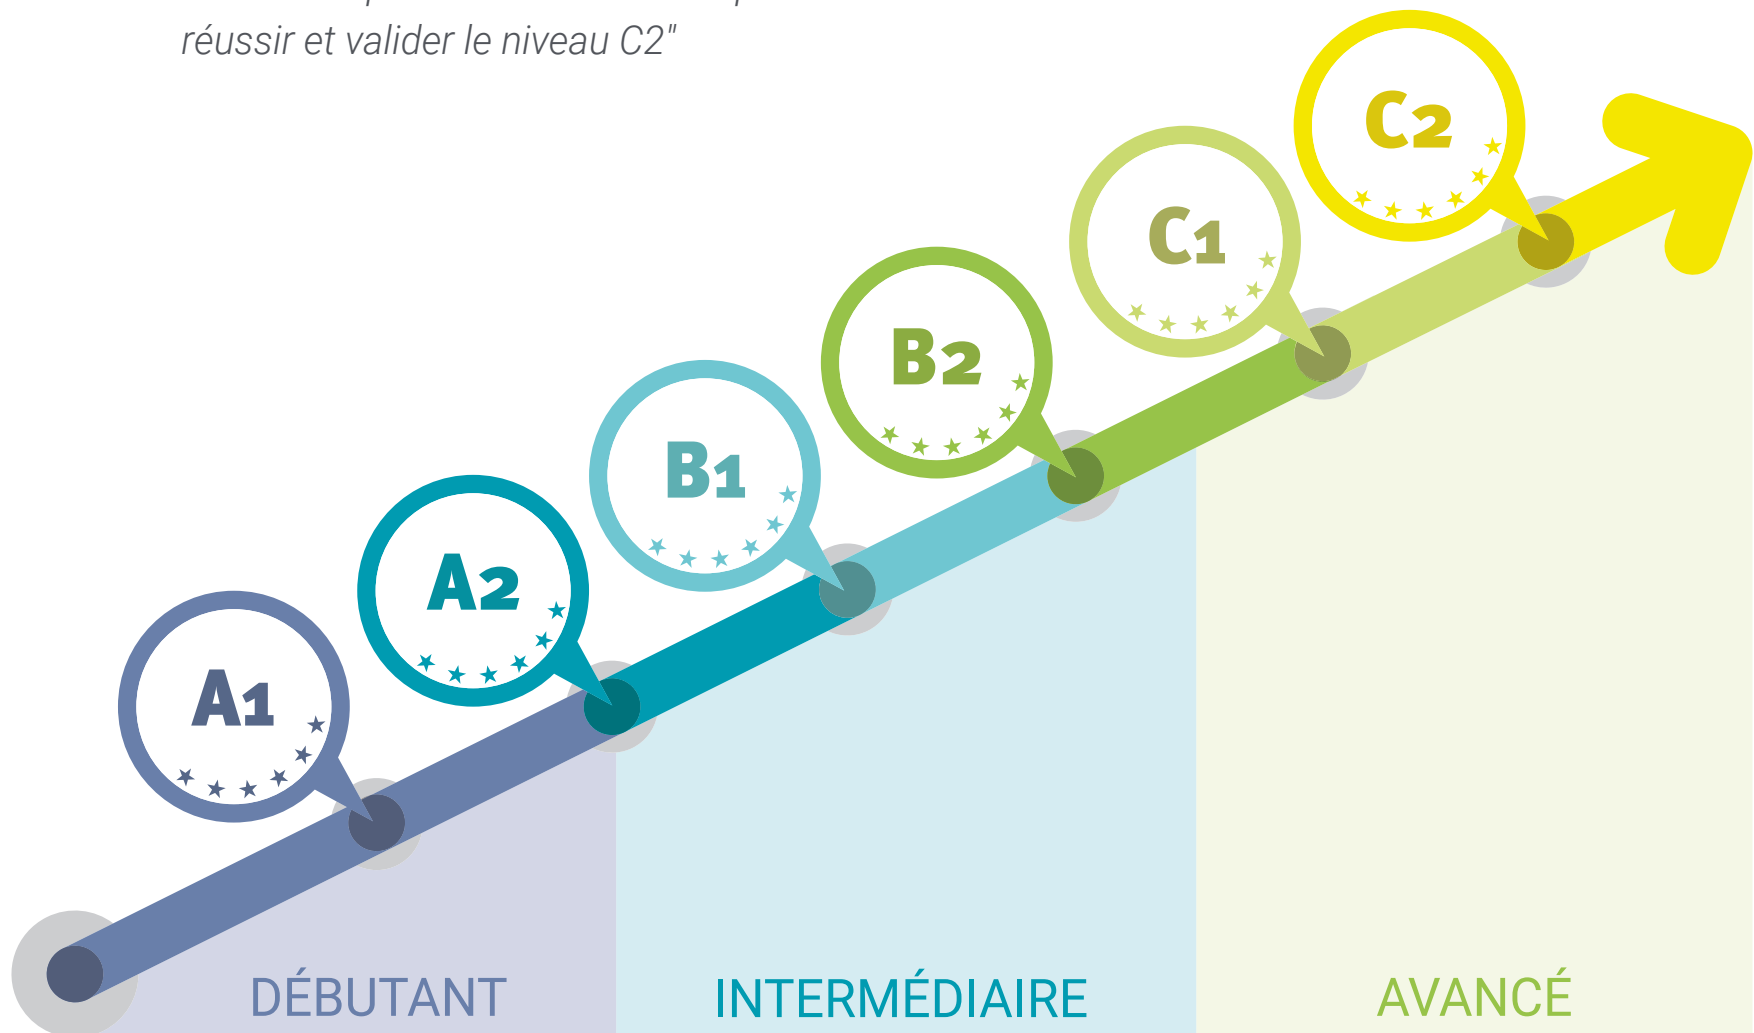 réussir et valider le niveau C2"
C2
C1
B2
B1
A2
A1
DÉBUTANT INTERMÉDIAIRE AVANCÉ